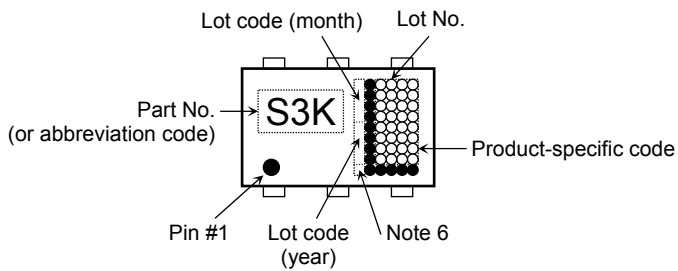 Lot code (month)
Lot No.
Part No.
(or abbreviation code)
S3K
Product-specific code
Pin #1
Lot code
(year)
Note 6